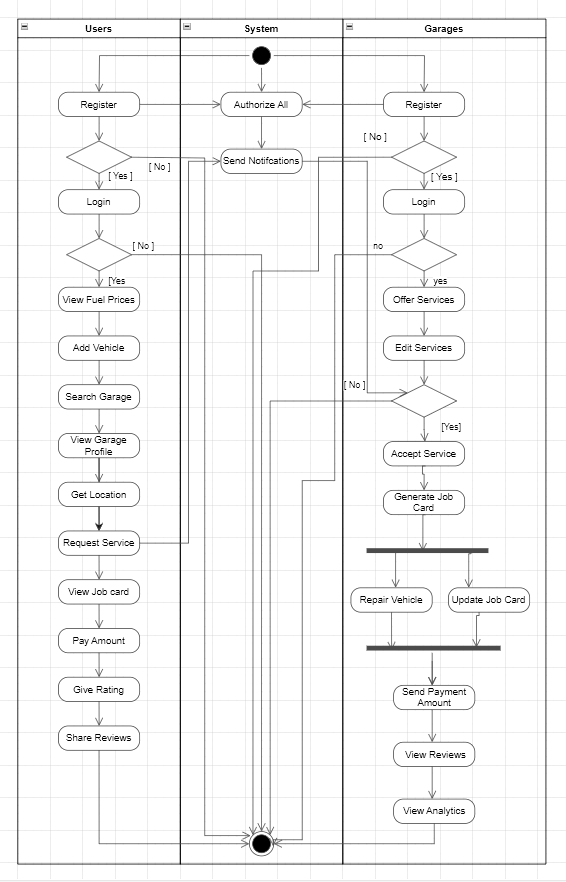 Users
System
Garages
Register
Authorize All
Register
[ No ]
Send Notifcations
[ No ]
[ Yes ]
[ Yes ]
Login
Login
[ No ]
no
[Yes
yes
View Fuel Prices
Offer Services
Add Vehicle
Edit Services
[ No ]
Search Garage
[Yes]
View Garage
Profile
Accept Service
Get Location
Generate Job
Card
Request Service
View Job card
Repair Vehicle
Update Job Card
Pay Amount
Give Rating
Send Payment
Amount
Share Reviews
View Reviews
View Analytics